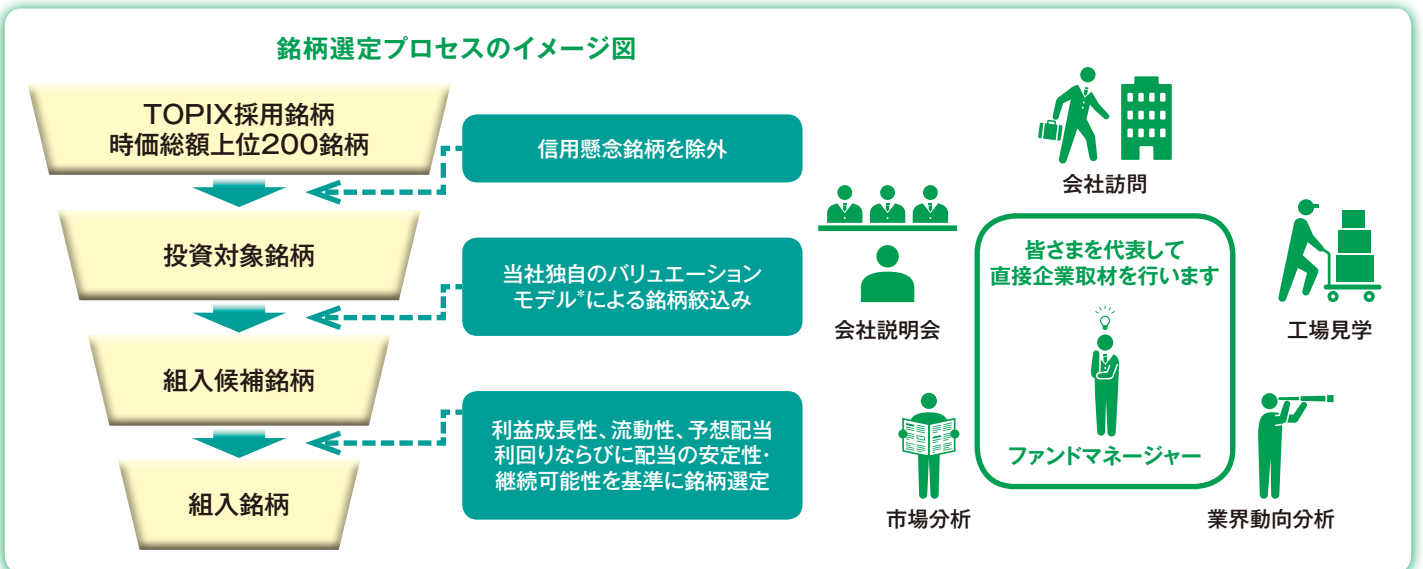 銘柄選定プロセスのイメージ図
TOPIX採用銘柄
時価総額上位200銘柄
信用懸念銘柄を除外
投資対象銘柄
当社独自のバリュエーション
モデル*による銘柄絞込み
組入候補銘柄
利益成長性、流動性、予想配当
利回りならびに配当の安定性・
継続可能性を基準に銘柄選定
組入銘柄
会社訪問
会社説明会
皆さまを代表して
直接企業取材を行います
ファンドマネージャー
工場見学
市場分析
業界動向分析